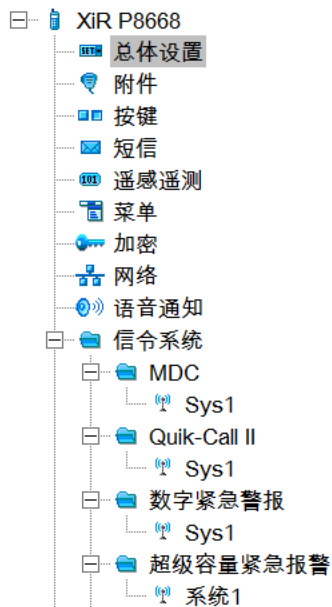 XiR P8668
总体设置
附件
按键
短信
遥感遥测
菜单
加密
网络
语音通知
信令系统
MDC
Sys1
Quik-Call II
Sys1
数字紧急警报
Sys1
超级容量紧急报警
系统1